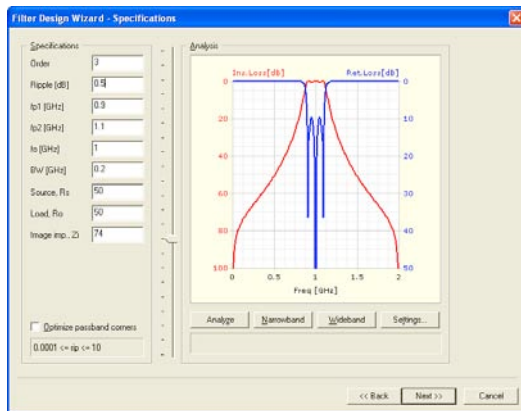 Filter Design Wizard - Specifications
Specifications
Order 3
Ripple [dB] 0.5
fp1 [GHz] 0.9
fp2 [GHz] 1.1
fo [GHz] 1
BW [GHz] 0.2
Source, Rs 50
Load, Ro 50
Image imp., Zi 74
Optimize passband corners
0.0001 <= rip <= 10
Analysis
Ins.Loss[dB] Ret.Loss[dB]
0 0
20 10
40 20
60 30
80 40
100 50
0 0.5 1 1.5 2
Freq [GHz]
Analyze Narrowband Wideband Settings...
<< Back Next >> Cancel